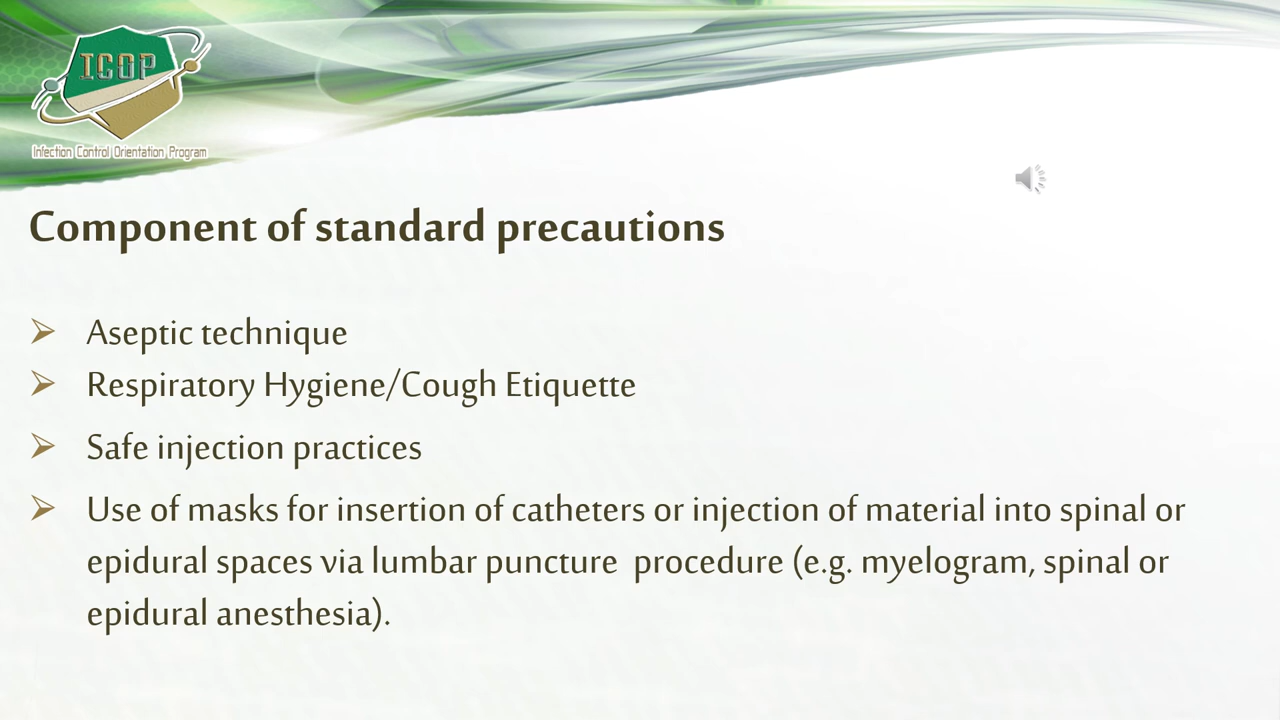 ICOP
Infection Control Orientation Program
Component of standard precautions
➢ Aseptic technique
➢ Respiratory Hygiene/Cough Etiquette
➢ Safe injection practices
➢ Use of masks for insertion of catheters or injection of material into spinal or
epidural spaces via lumbar puncture procedure (e.g. myelogram, spinal or
epidural anesthesia).